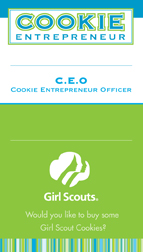 COOKIE
ENTREPRENEUR
C.E.O
COOKIE ENTREPRENEUR OFFICER
Girl Scouts®
Would you like to buy some
Girl Scout Cookies?